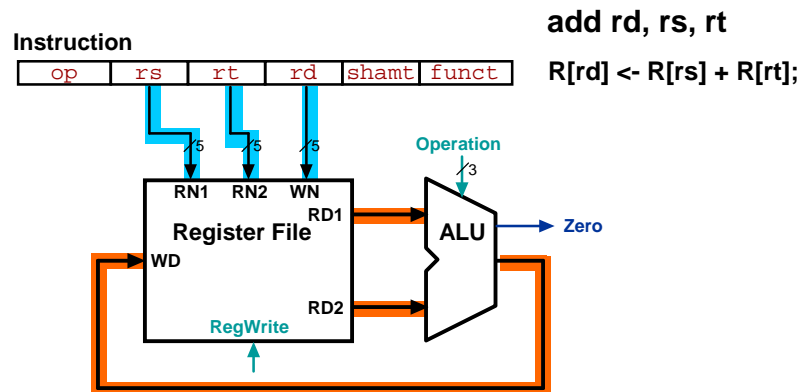 add rd, rs, rt
Instruction
op rs rt rd shamt funct
R[rd] <- R[rs] + R[rt];
5 5 5
Operation
3
RN1 RN2 WN
RD1
Register File
ALU
Zero
WD
RD2
RegWrite